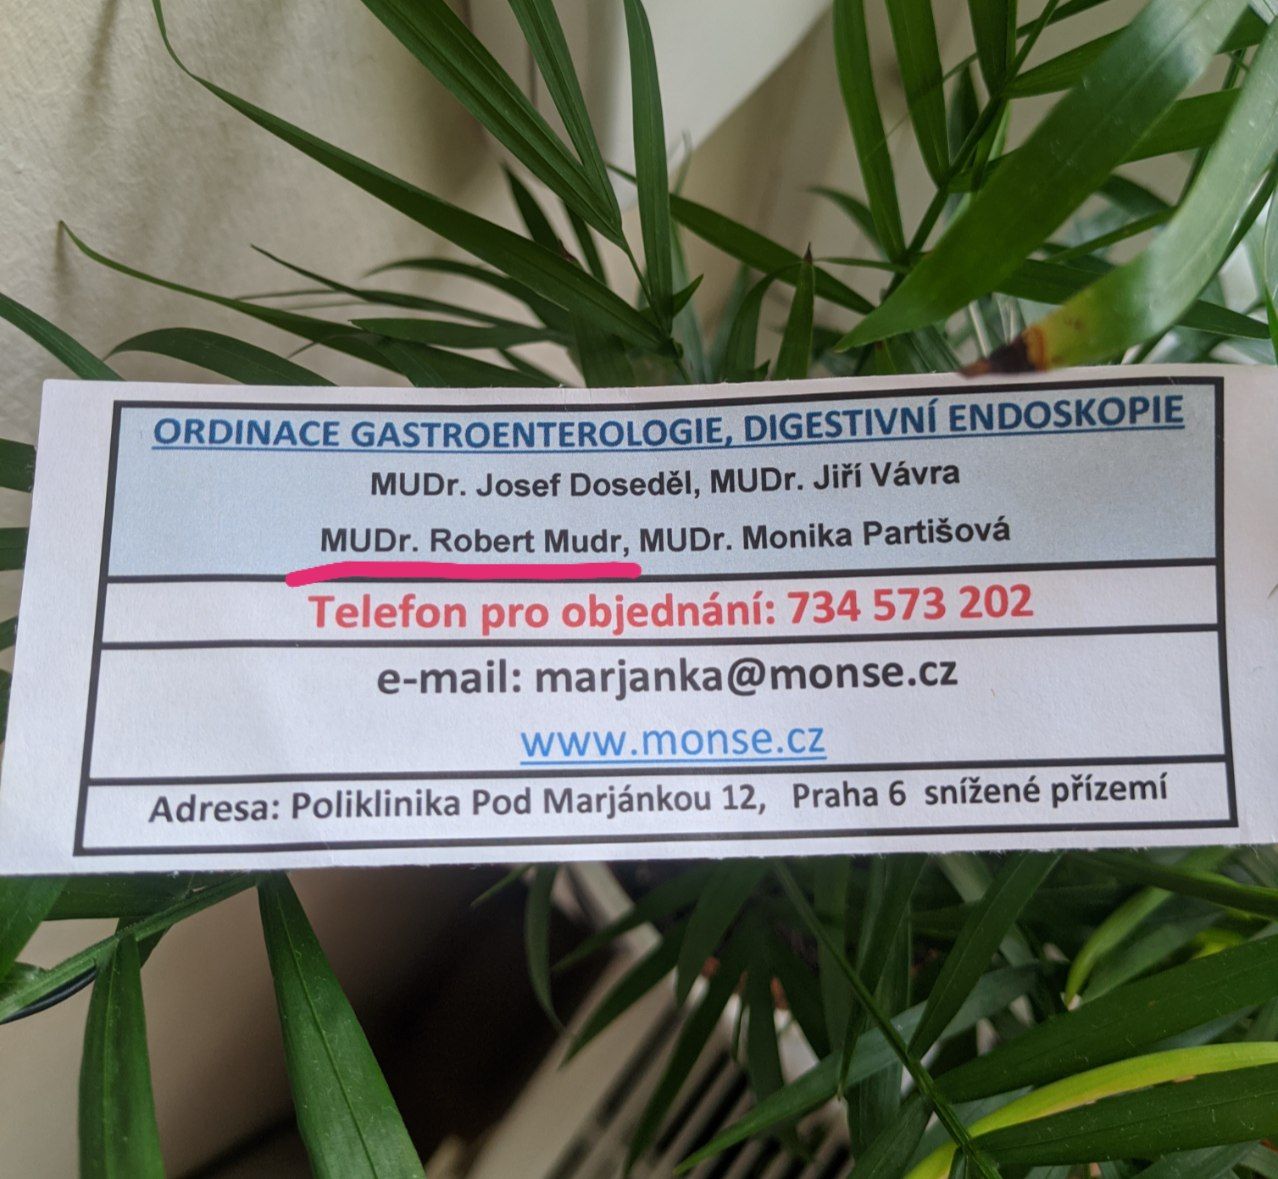 ORDINACE GASTROENTEROLOGIE, DIGESTIVNÍ ENDOSKOPIE
MUDr. Josef Doseděl, MUDr. Jiří Vávra
MUDr. Robert Mudr, MUDr. Monika Partišová
Telefon pro objednání: 734 573 202
e-mail: marjanka@monse.cz
www.monse.cz
Adresa: Poliklinika Pod Marjánkou 12, Praha 6 snížené přízemí